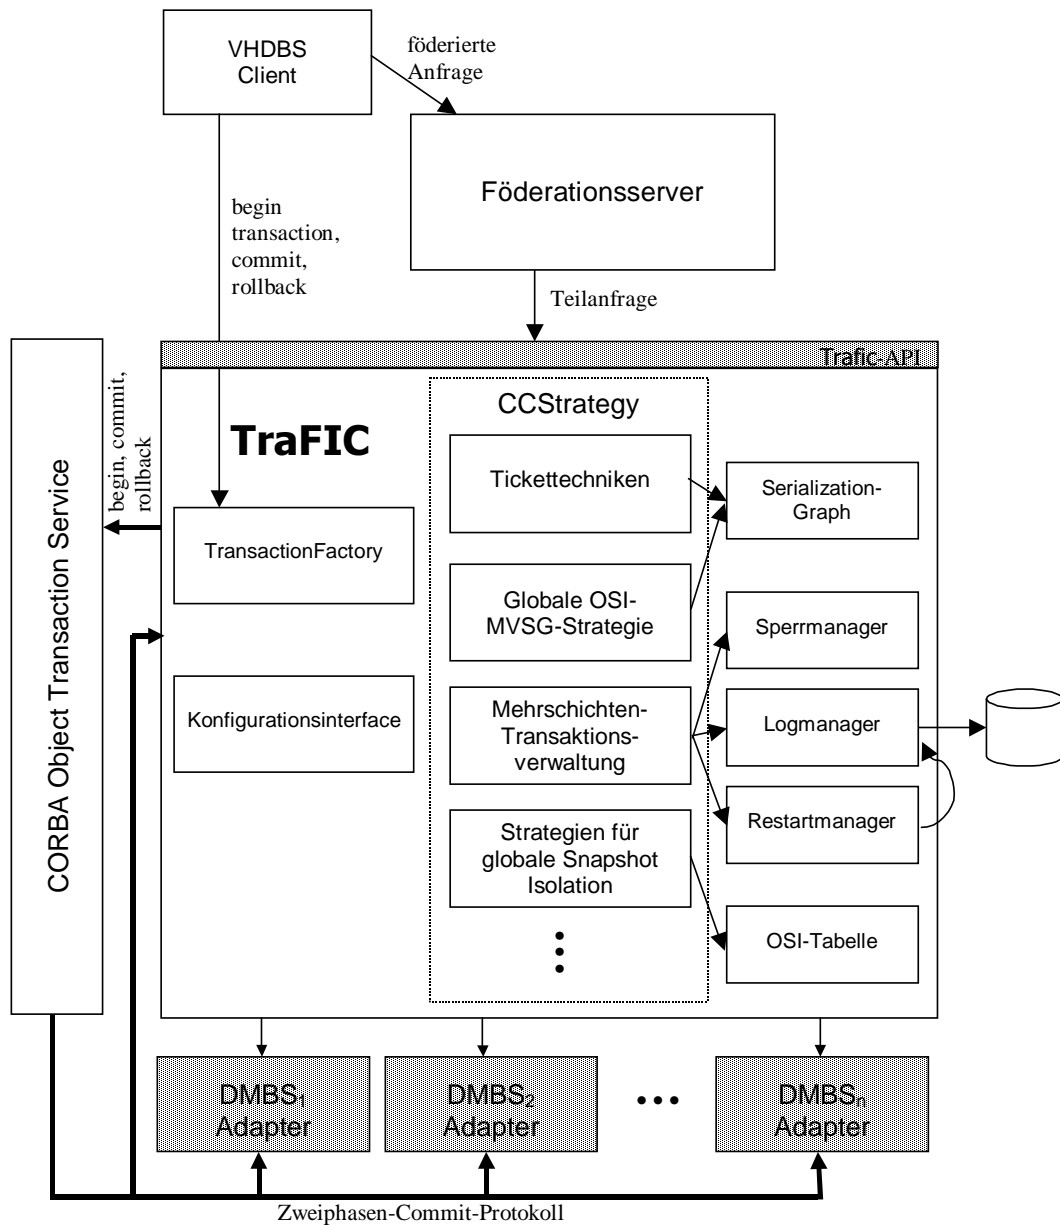 VHDBS
Client
föderierte
Anfrage
Föderationsserver
begin
transaction,
commit,
rollback
Teilanfrage
Trafic-API
CORBA Object Transaction Service
begin, commit,
rollback
TraFIC
CCStrategy
Tickettechniken
Serialization-
Graph
TransactionFactory
Globale OSI-
MVSG-Strategie
Sperrmanager
Konfigurationsinterface
Mehrschichten-
Transaktions-
verwaltung
Logmanager
Restartmanager
Strategien für
globale Snapshot
Isolation
OSI-Tabelle
DMBS1
Adapter
DMBS2
Adapter
DMBSn
Adapter
Zweiphasen-Commit-Protokoll